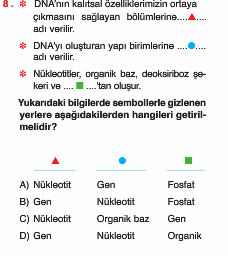 8. * DNA'nın kalıtsal özelliklerimizin ortaya
çıkmasını sağlayan bölümlerine....▲....
adı verilir.
* DNA'yı oluşturan yapı birimlerine ....●....
adı verilir.
* Nükleotitler, organik baz, deoksiriboz şe-
keri ve .... ■ ....'tan oluşur.
Yukarıdaki bilgilerde sembollerle gizlenen
yerlere aşağıdakilerden hangileri getiril-
melidir?
▲ ● ■
A) Nükleotit Gen Fosfat
B) Gen Nükleotit Fosfat
C) Nükleotit Organik baz Gen
D) Gen Nükleotit Organik